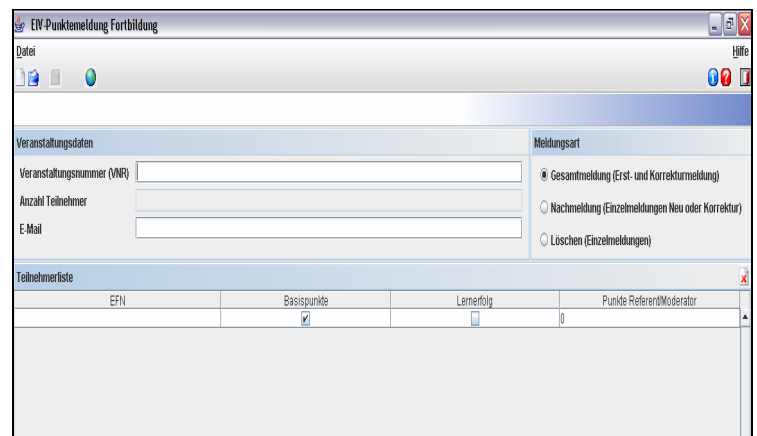 EIV-Punktemeldung Fortbildung
Datei Hilfe
Veranstaltungsdaten Meldungsart
Veranstaltungsnummer (VNR)
Anzahl Teilnehmer
E-Mail
Gesamtmeldung (Erst- und Korrekturmeldung)
Nachmeldung (Einzelmeldungen Neu oder Korrektur)
Löschen (Einzelmeldungen)
Teilnehmerliste
EFN Basispunkte Lernerfolg Punkte Referent/Moderator
0